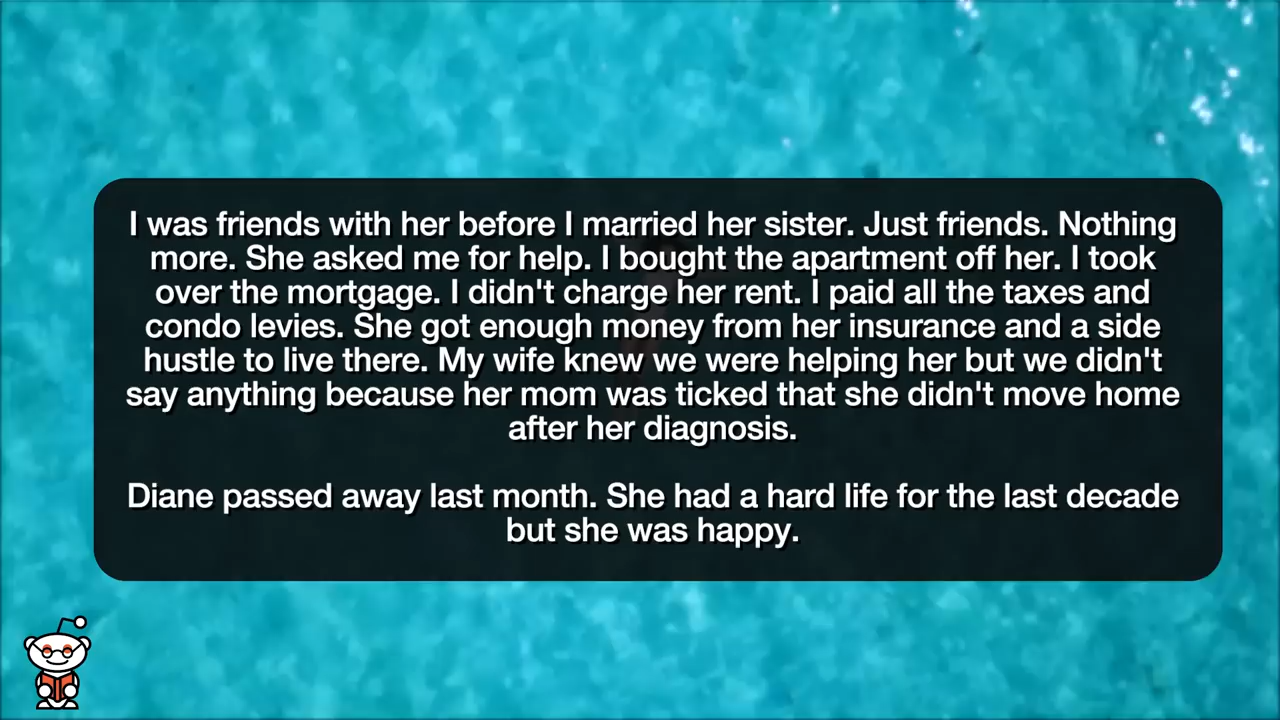 I was friends with her before I married her sister. Just friends. Nothing
more. She asked me for help. I bought the apartment off her. I took
over the mortgage. I didn't charge her rent. I paid all the taxes and
condo levies. She got enough money from her insurance and a side
hustle to live there. My wife knew we were helping her but we didn't
say anything because her mom was ticked that she didn't move home
after her diagnosis.
Diane passed away last month. She had a hard life for the last decade
but she was happy.